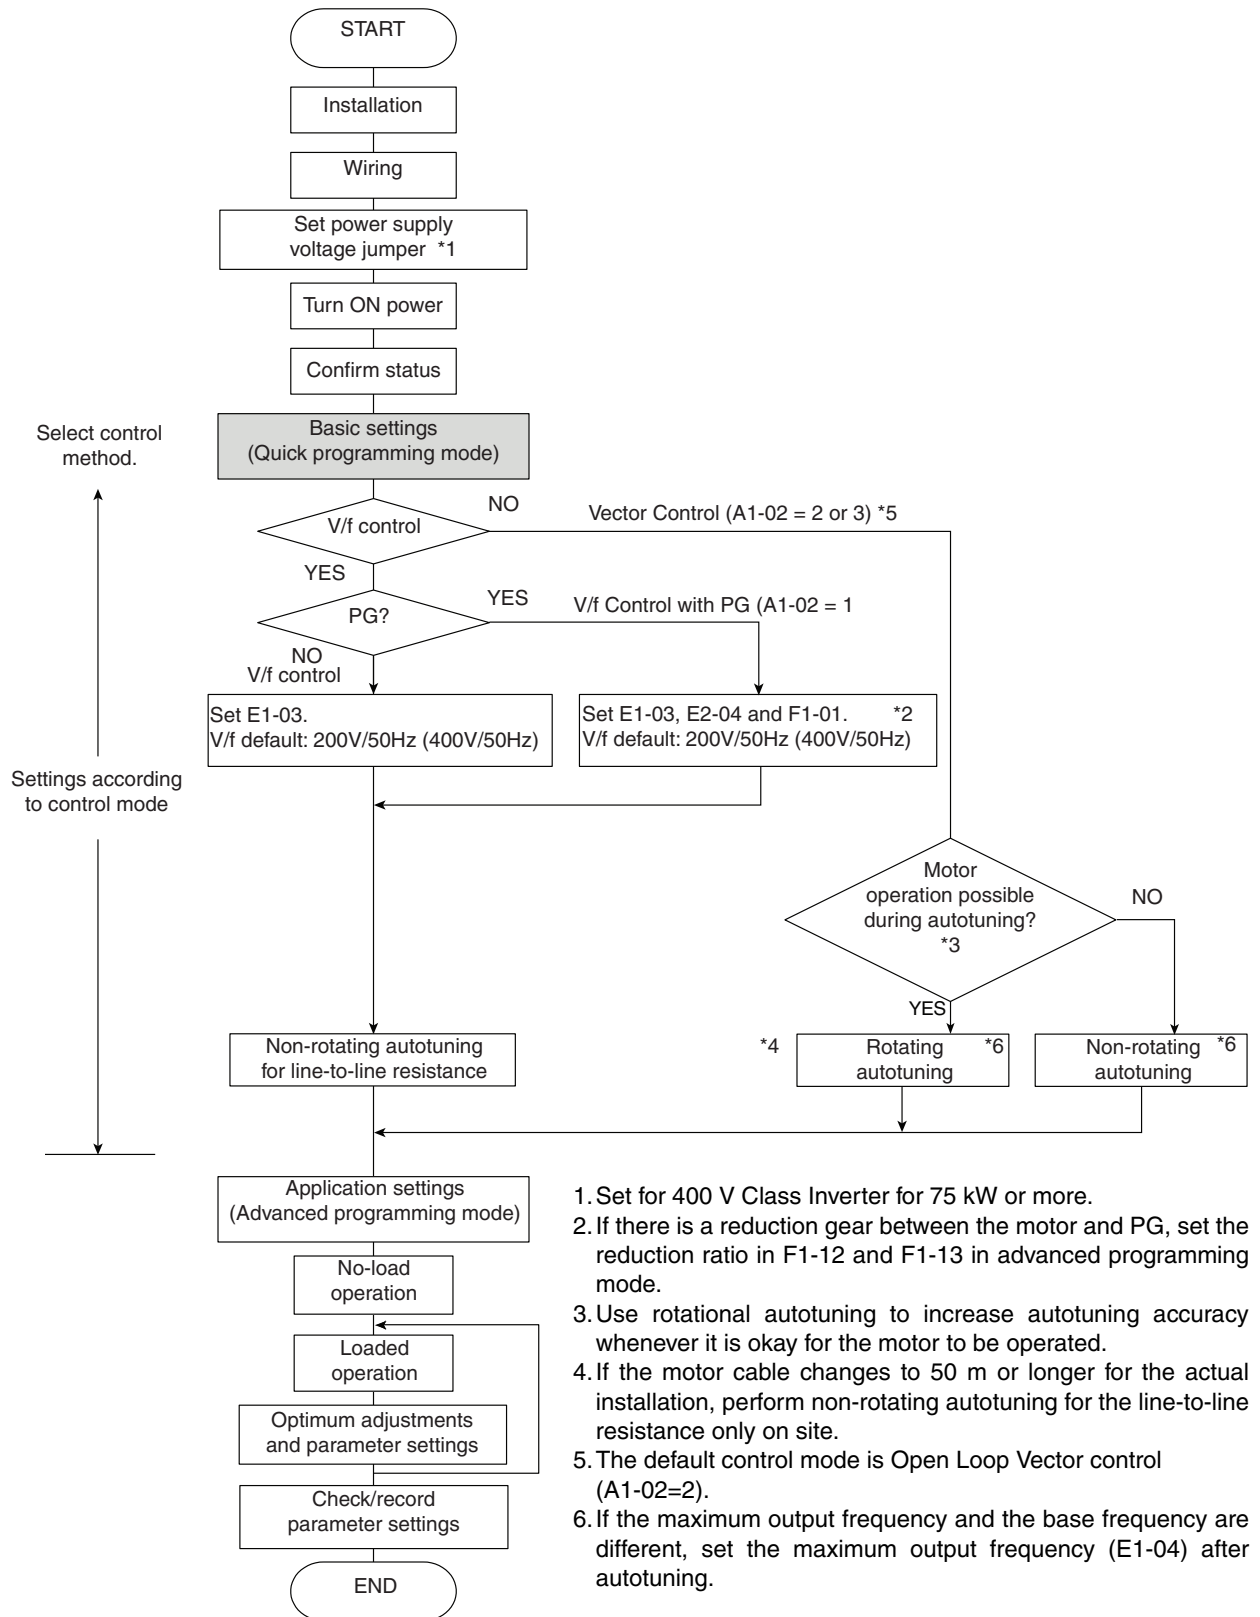 START
Installation
Wiring
Set power supply
voltage jumper *1
Turn ON power
Confirm status
Select control
method.
Basic settings
(Quick programming mode)
V/f control
NO
Vector Control (A1-02 = 2 or 3) *5
YES
PG?
YES
V/f Control with PG (A1-02 = 1
NO
V/f control
Set E1-03.
V/f default: 200V/50Hz (400V/50Hz)
Set E1-03, E2-04 and F1-01. *2
V/f default: 200V/50Hz (400V/50Hz)
Settings according
to control mode
Motor
operation possible
during autotuning?
*3
NO
YES
Non-rotating autotuning
for line-to-line resistance
*4
Rotating *6
autotuning
Non-rotating *6
autotuning
Application settings
(Advanced programming mode)
No-load
operation
Loaded
operation
Optimum adjustments
and parameter settings
Check/record
parameter settings
END
1. Set for 400 V Class Inverter for 75 kW or more.
2. If there is a reduction gear between the motor and PG, set the
reduction ratio in F1-12 and F1-13 in advanced programming
mode.
3. Use rotational autotuning to increase autotuning accuracy
whenever it is okay for the motor to be operated.
4. If the motor cable changes to 50 m or longer for the actual
installation, perform non-rotating autotuning for the line-to-line
resistance only on site.
5. The default control mode is Open Loop Vector control
(A1-02=2).
6. If the maximum output frequency and the base frequency are
different, set the maximum output frequency (E1-04) after
autotuning.